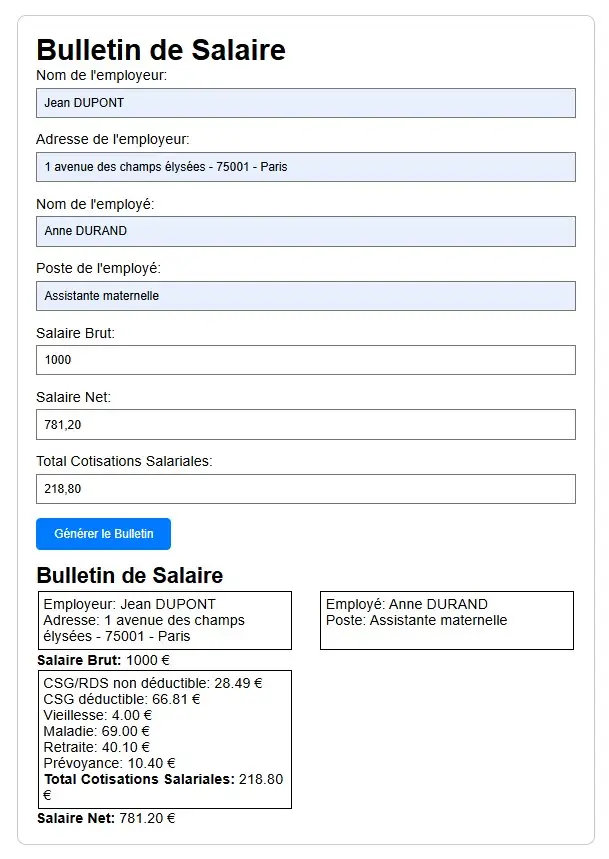 Bulletin de Salaire
Nom de l'employeur:
Jean DUPONT
Adresse de l'employeur:
1 avenue des champs élysées - 75001 - Paris
Nom de l'employé:
Anne DURAND
Poste de l'employé:
Assistante maternelle
Salaire Brut:
1000
Salaire Net:
781,20
Total Cotisations Salariales:
218,80
Générer le Bulletin
Bulletin de Salaire
Employeur: Jean DUPONT
Adresse: 1 avenue des champs
élysées - 75001 - Paris
Employé: Anne DURAND
Poste: Assistante maternelle
Salaire Brut: 1000 €
CSG/RDS non déductible: 28.49 €
CSG déductible: 66.81 €
Vieillesse: 4.00 €
Maladie: 69.00 €
Retraite: 40.10 €
Prévoyance: 10.40 €
Total Cotisations Salariales: 218.80
€
Salaire Net: 781.20 €